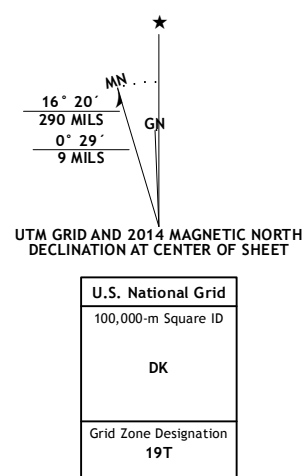 ★
MN
GN
16° 20´
290 MILS
0° 29´
9 MILS
UTM GRID AND 2014 MAGNETIC NORTH
DECLINATION AT CENTER OF SHEET
U.S. National Grid
100,000-m Square ID
DK
Grid Zone Designation
19T